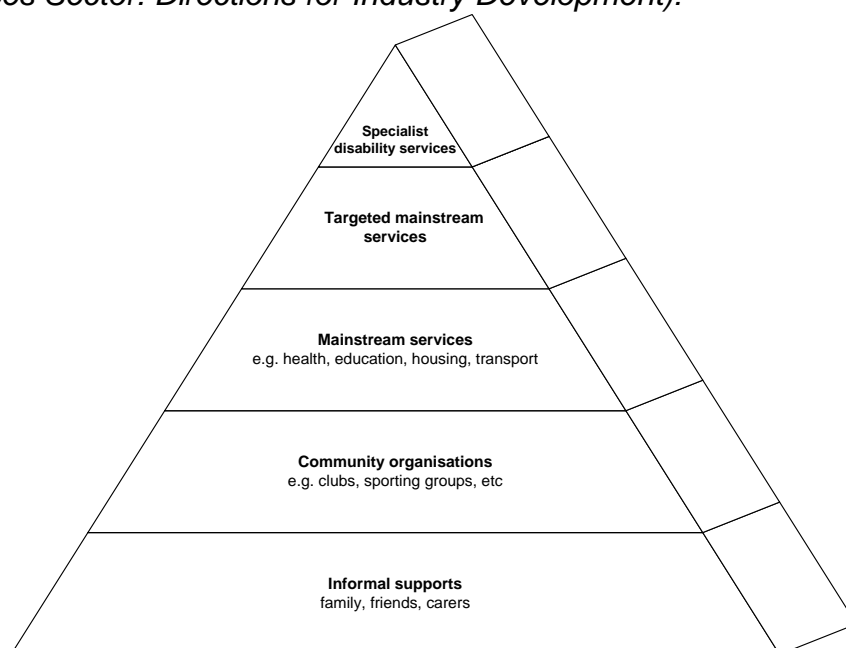 Sector: Directions for Industry Development).
Specialist
disability services
Targeted mainstream
services
Mainstream services
e.g. health, education, housing, transport
Community organisations
e.g. clubs, sporting groups, etc
Informal supports
family, friends, carers